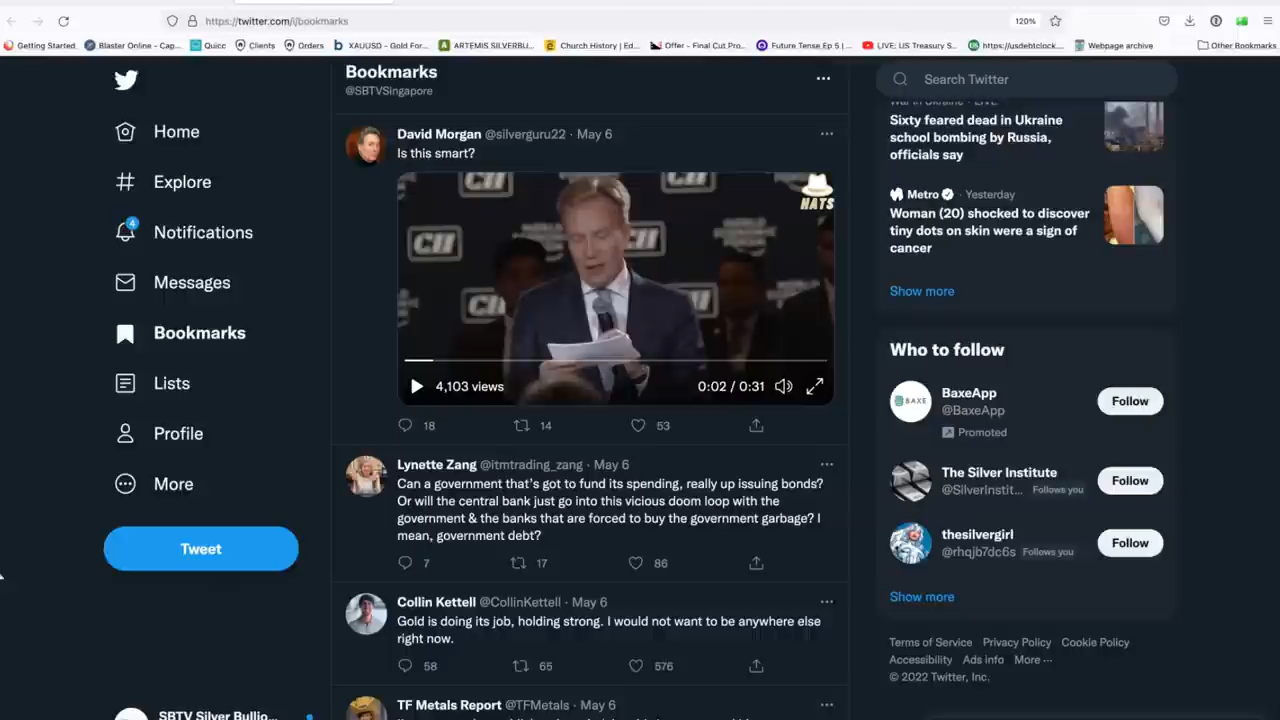 https://twitter.com/i/bookmarks
120%
Getting Started
Blaster Online - Cap...
Quicc
Clients
Orders
XAUUSD - Gold For...
ARTEMIS SILVERBU...
Church History | Ed...
Offer - Final Cut Pro...
Future Tense Ep 5 |...
LIVE: US Treasury S...
https://usdebtclock...
Webpage archive
Other Bookmarks
Home
Explore
4
Notifications
Messages
Bookmarks
Lists
Profile
More
Tweet
SBTV Silver Bullio...
Bookmarks
@SBTVSingapore
David Morgan @silverguru22 · May 6
Is this smart?
CII
CII
HATS
CII
CII
CII
4,103 views
0:02 / 0:31
18
14
53
Lynette Zang @itmtrading_zang · May 6
Can a government that's got to fund its spending, really up issuing bonds?
Or will the central bank just go into this vicious doom loop with the
government & the banks that are forced to buy the government garbage? I
mean, government debt?
7
17
86
Collin Kettell @CollinKettell · May 6
Gold is doing its job, holding strong. I would not want to be anywhere else
right now.
58
65
576
TF Metals Report @TFMetals · May 6
Search Twitter
War in Ukraine · LIVE
Sixty feared dead in Ukraine
school bombing by Russia,
officials say
Metro · Yesterday
Woman (20) shocked to discover
tiny dots on skin were a sign of
cancer
Show more
Who to follow
BAXE
BaxeApp
@BaxeApp
Promoted
Follow
The Silver Institute
@SilverInstit... Follows you
Follow
thesilvergirl
@rhqjb7dc6s Follows you
Follow
Show more
Terms of Service Privacy Policy Cookie Policy
Accessibility Ads info More ···
© 2022 Twitter, Inc.